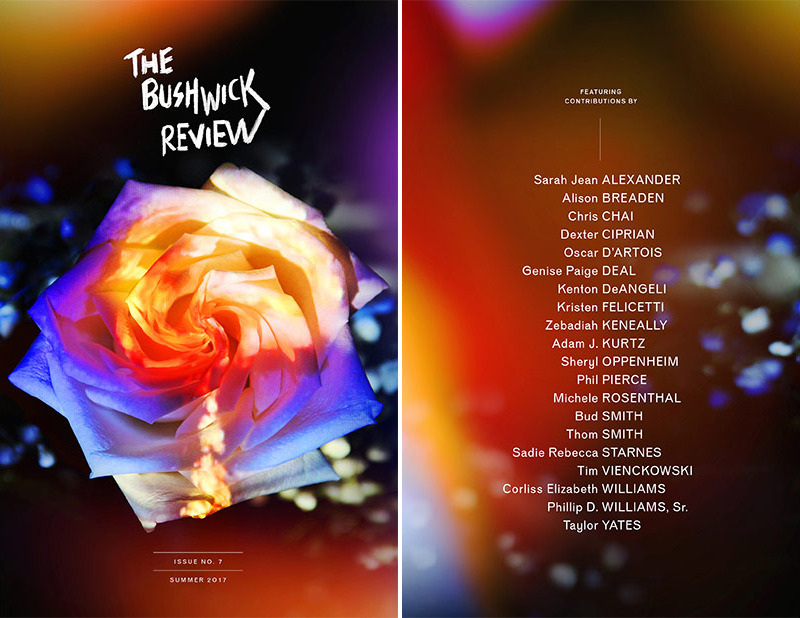 THE
BUSHWICK
REVIEW
ISSUE NO. 7
SUMMER 2017
FEATURING
CONTRIBUTIONS BY
Sarah Jean ALEXANDER
Alison BREADEN
Chris CHAI
Dexter CIPRIAN
Oscar D'ARTOIS
Genise Paige DEAL
Kenton DeANGELI
Kristen FELICETTI
Zebadiah KENEALLY
Adam J. KURTZ
Sheryl OPPENHEIM
Phil PIERCE
Michele ROSENTHAL
Bud SMITH
Thom SMITH
Sadie Rebecca STARNES
Tim VIENCKOWSKI
Corliss Elizabeth WILLIAMS
Phillip D. WILLIAMS, Sr.
Taylor YATES